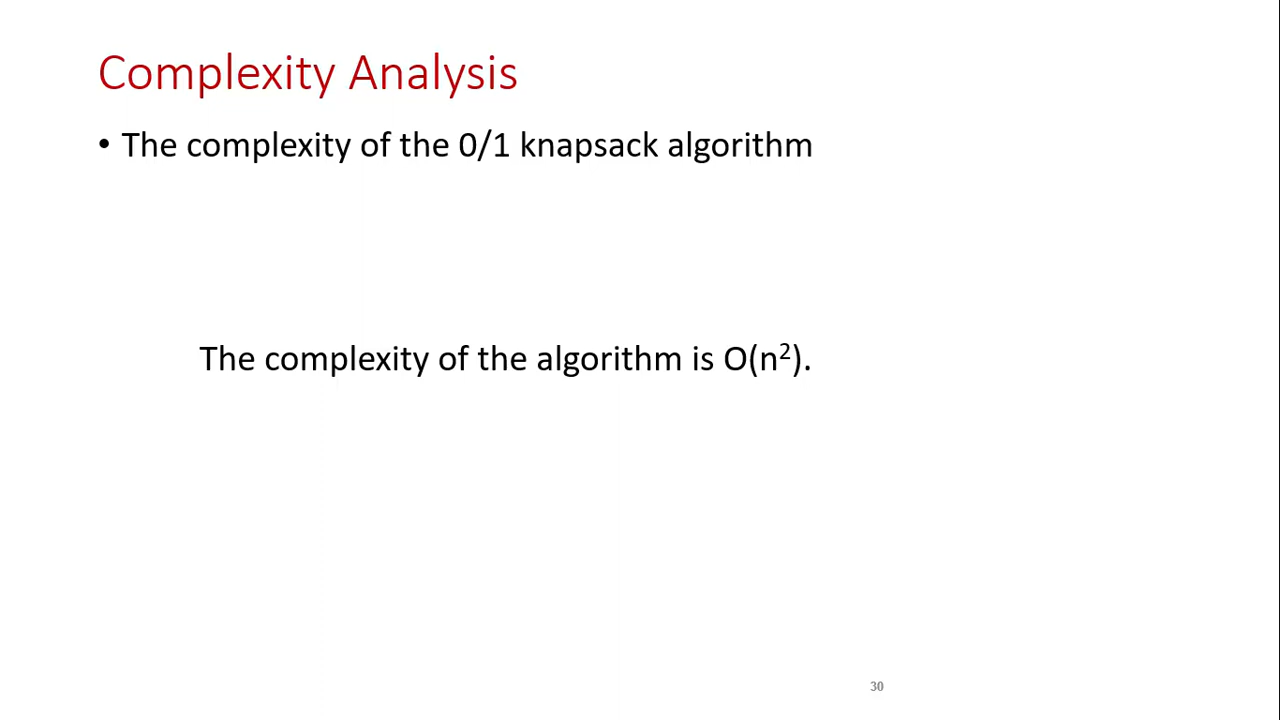 Complexity Analysis
• The complexity of the 0/1 knapsack algorithm
The complexity of the algorithm is O(n²).
30